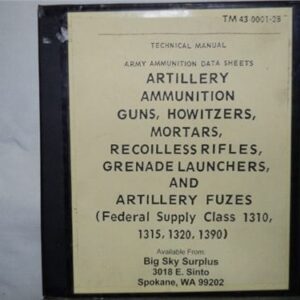 TM 43 0001-28
TECHNICAL MANUAL
ARMY AMMUNITION DATA SHEETS
ARTILLERY
AMMUNITION
GUNS, HOWITZERS,
MORTARS,
RECOILLESS RIFLES,
GRENADE LAUNCHERS,
AND
ARTILLERY FUZES
(Federal Supply Class 1310,
1315, 1320, 1390)
Available From:
Big Sky Surplus
3018 E. Sinto
Spokane, WA 99202